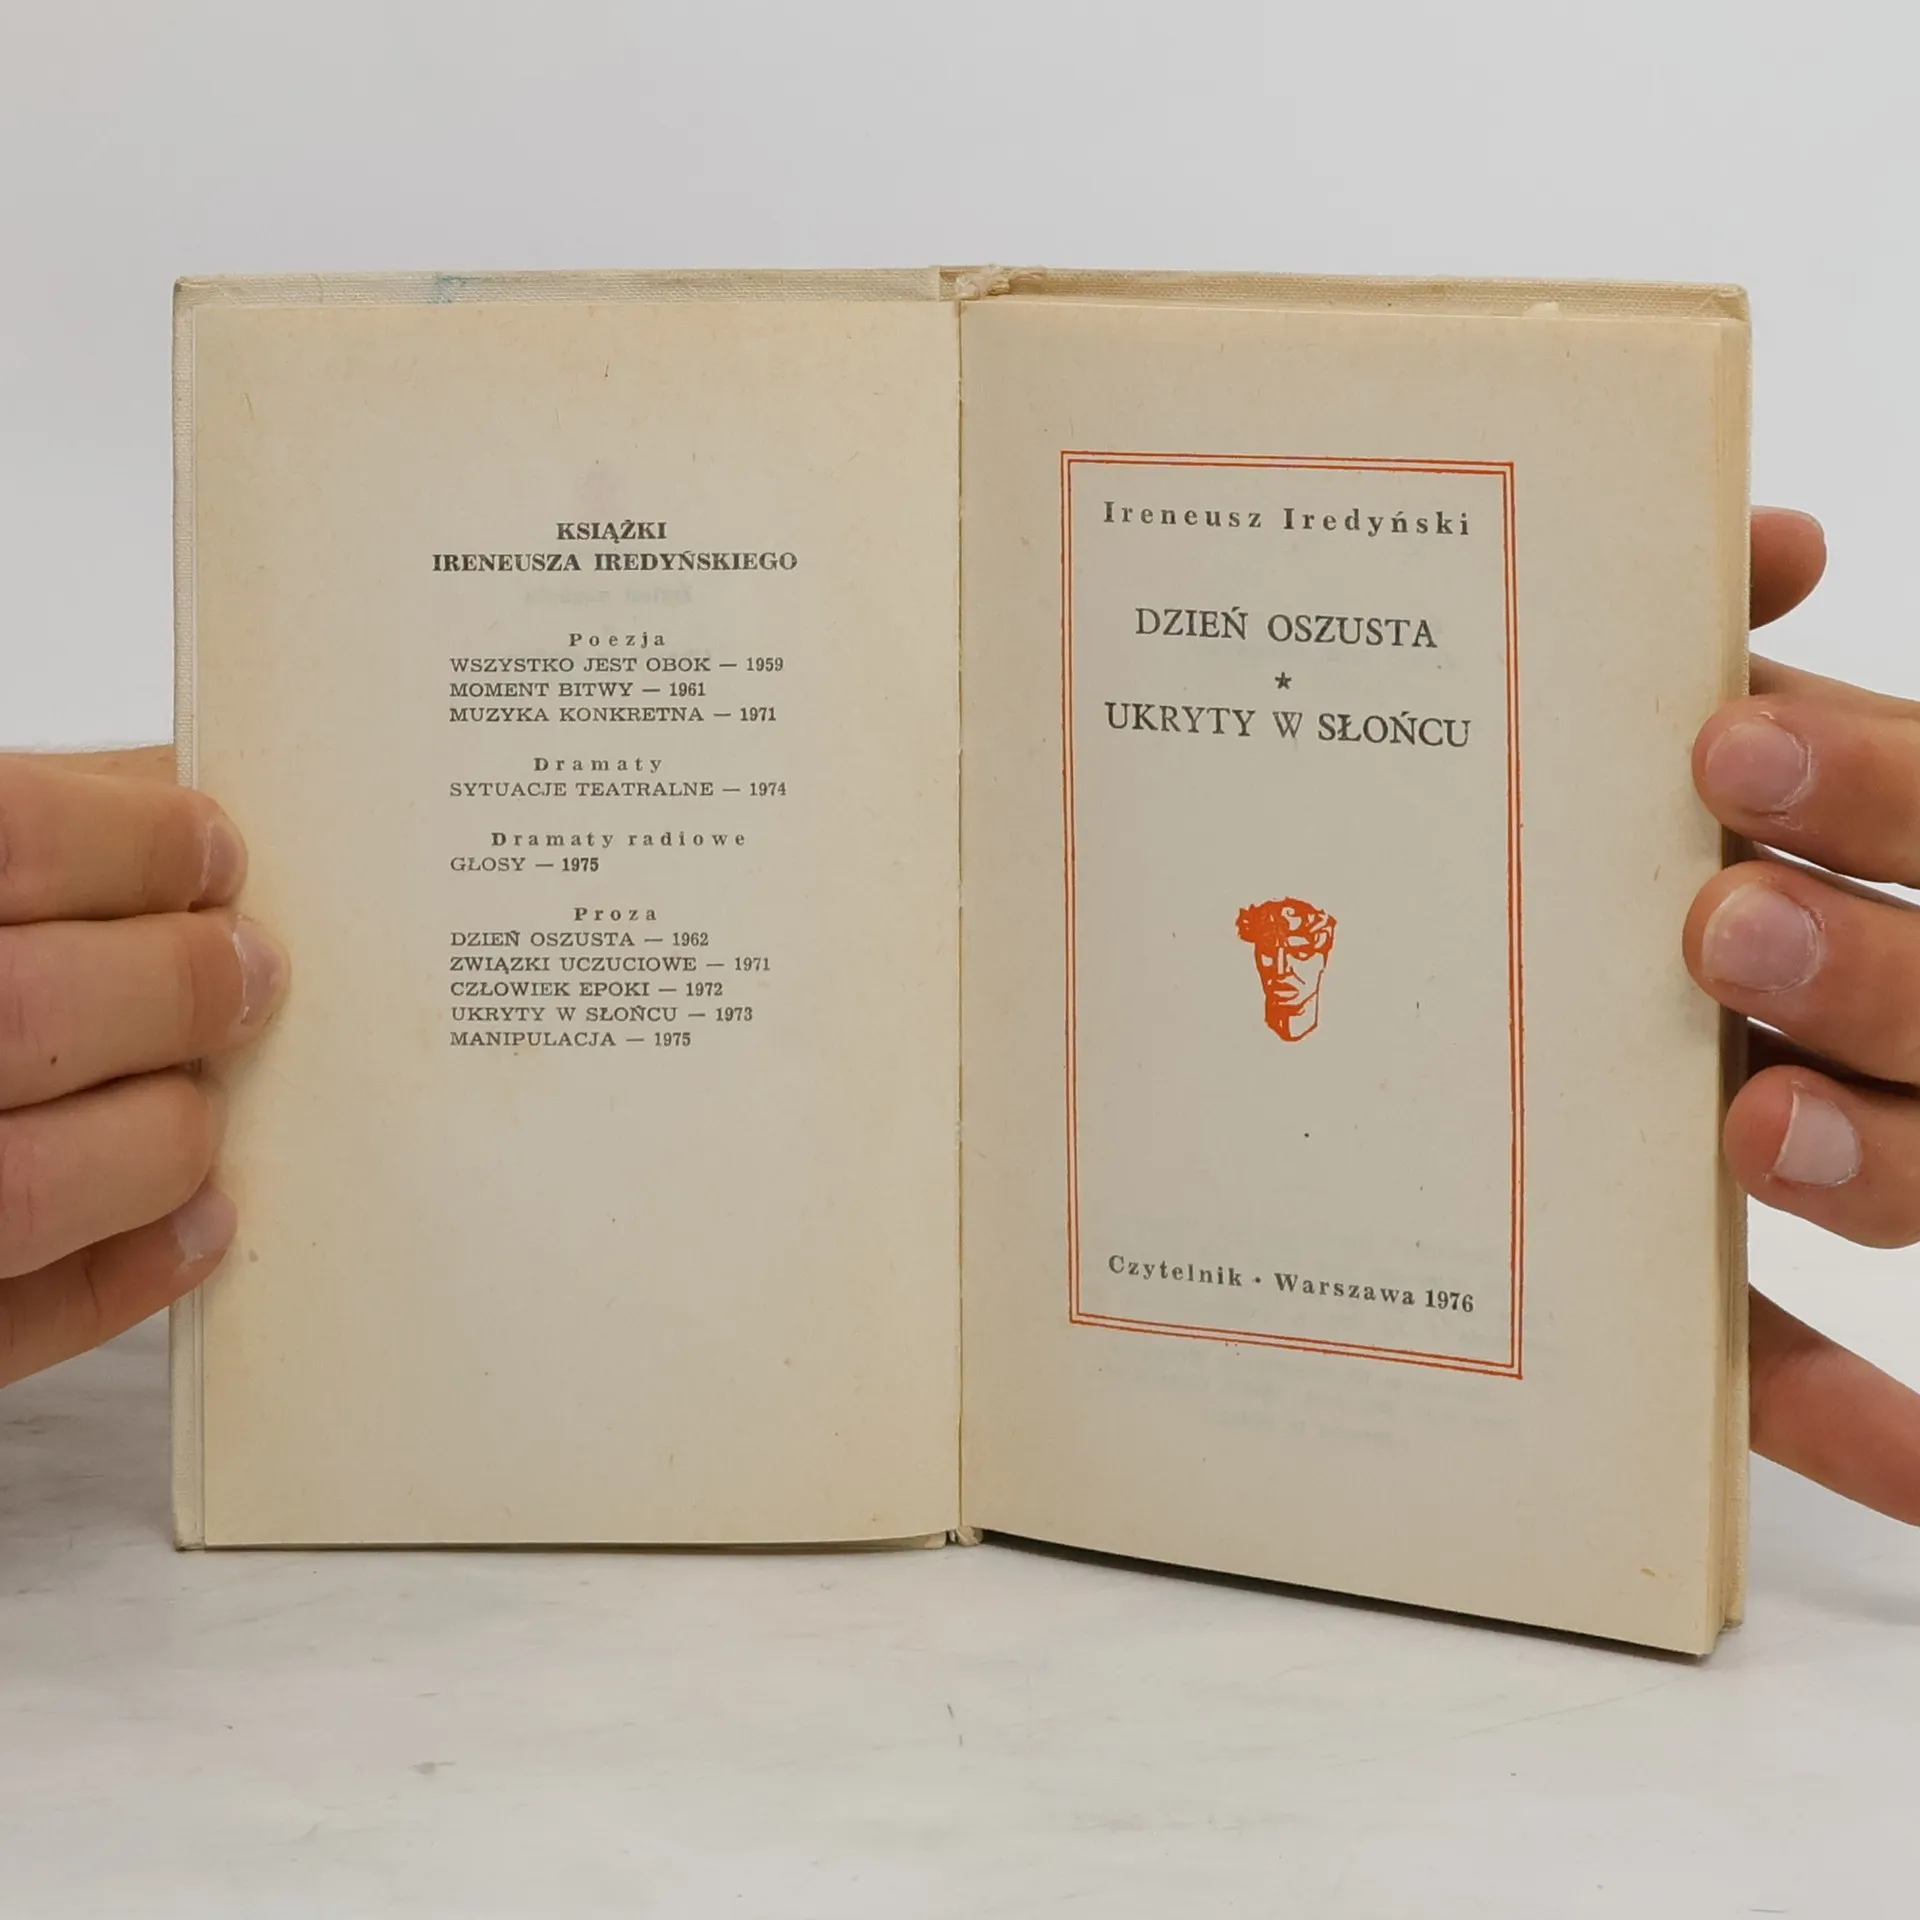 KSIĄŻKI
IRENEUSZA IREDYŃSKIEGO
Poezja
WSZYSTKO JEST OBOK — 1959
MOMENT BITWY — 1961
MUZYKA KONKRETNA — 1971
Dramaty
SYTUACJE TEATRALNE — 1974
Dramaty radiowe
GŁOSY — 1975
Proza
DZIEŃ OSZUSTA — 1962
ZWIĄZKI UCZUCIOWE — 1971
CZŁOWIEK EPOKI — 1972
UKRYTY W SŁOŃCU — 1973
MANIPULACJA — 1975
Ireneusz Iredyński
DZIEŃ OSZUSTA
★
UKRYTY W SŁOŃCU
Czytelnik • Warszawa 1976